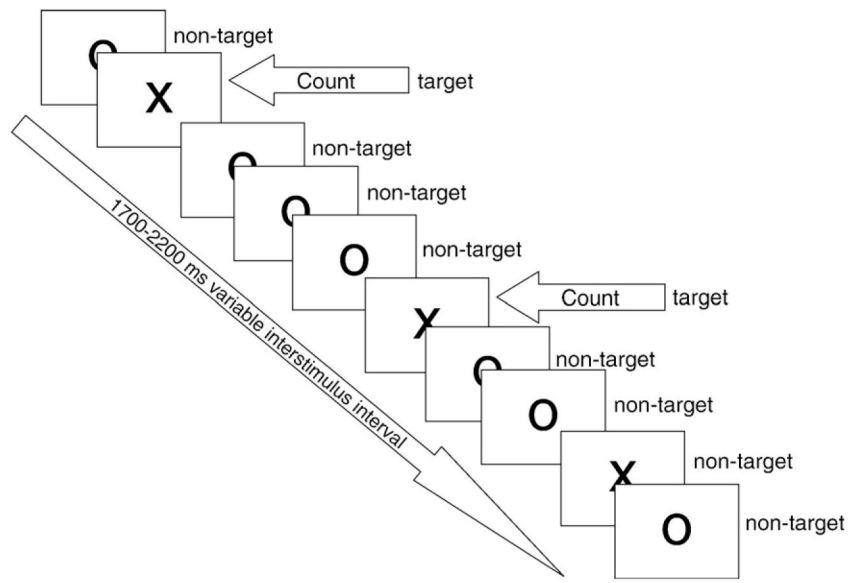 O non-target
X Count target
O non-target
O non-target
O non-target
X Count target
O non-target
O non-target
X non-target
O non-target
1700-2200 ms variable interstimulus interval